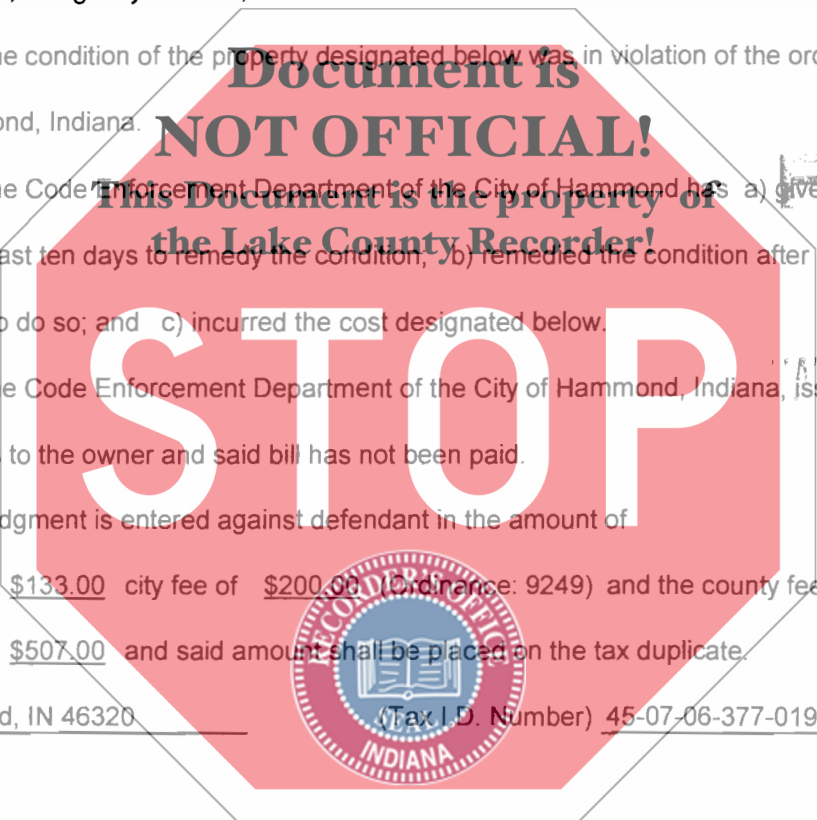 Document is
NOT OFFICIAL!
This Document is the property of
the Lake County Recorder!
STOP
condition of the property designated below was in violation of the
Indiana.
Code Enforcement Department of the City of Hammond has a)
ten days to remedy the condition; b) remedied the condition after
do so; and c) incurred the cost designated below.
Code Enforcement Department of the City of Hammond, Indiana,
to the owner and said bill has not been paid.
is entered against defendant in the amount of
$133.00 city fee of $200.00 (Ordinance: 9249) and the county fee
$507.00 and said amount shall be placed on the tax duplicate.
IN 46320 (Tax I.D. Number) 45-07-06-377-019
RECORDER'S OFFICE
SEAL
INDIANA